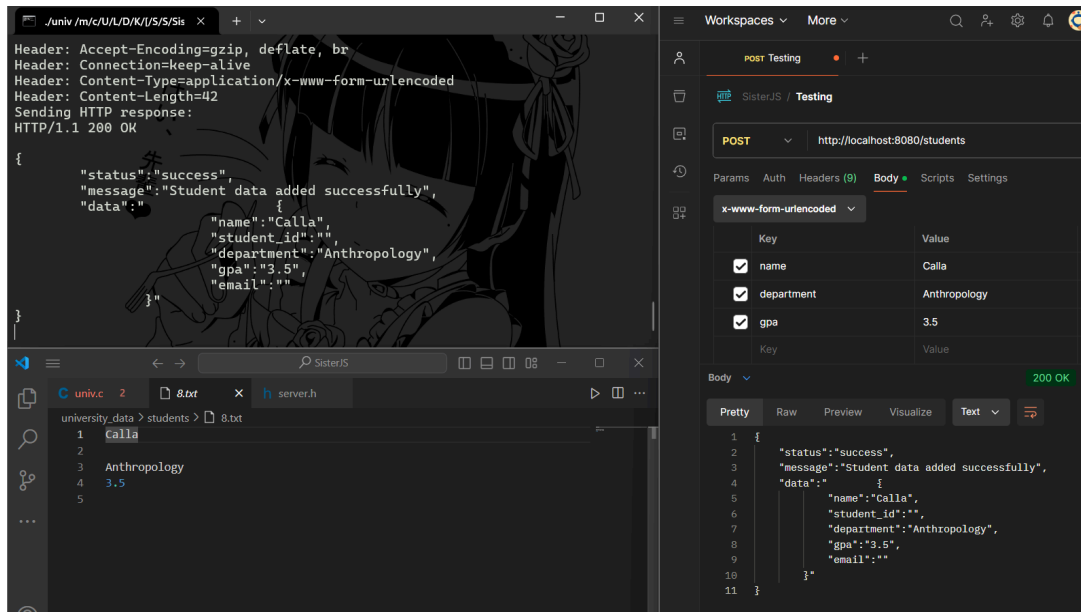 ./univ /m/c/U/L/D/K/[/S/S/Sis
Header: Accept-Encoding=gzip, deflate, br
Header: Connection=keep-alive
Header: Content-Type=application/x-www-form-urlencoded
Header: Content-Length=42
Sending HTTP response:
HTTP/1.1 200 OK
{
"status":"success",
"message":"Student data added successfully",
"data":" {
"name":"Calla",
"student_id":"",
"department":"Anthropology",
"gpa":"3.5",
"email":""
}"
}
SisterJS
univ.c 2
8.txt
server.h
university_data > students > 8.txt
1 Calla
2
3 Anthropology
4 3.5
5
Workspaces More
POST Testing
HTTP SisterJS / Testing
POST http://localhost:8080/students
Params Auth Headers (9) Body Scripts Settings
x-www-form-urlencoded
Key Value
name Calla
department Anthropology
gpa 3.5
Key Value
Body 200 OK
Pretty Raw Preview Visualize Text
1 {
2 "status":"success",
3 "message":"Student data added successfully",
4 "data":" {
5 "name":"Calla",
6 "student_id":"",
7 "department":"Anthropology",
8 "gpa":"3.5",
9 "email":""
10 }"
11 }